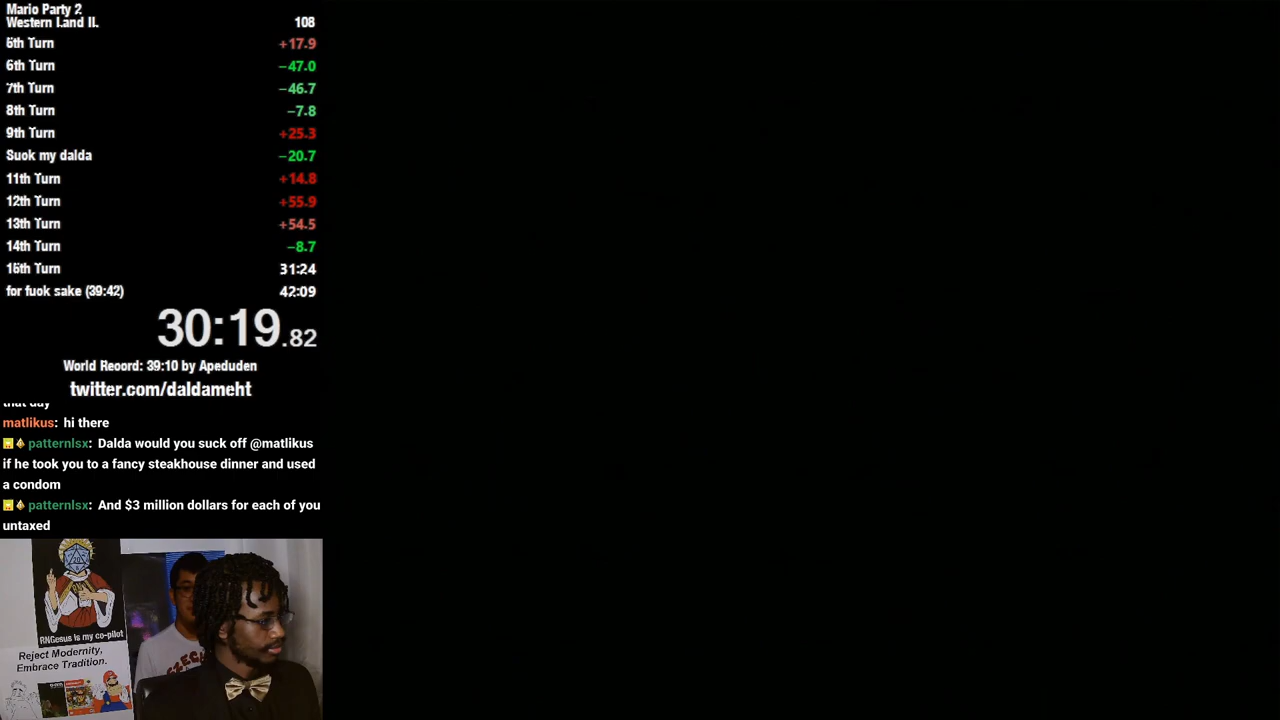 Mario Party 2
Western Land II.
108
5th Turn +17.9
6th Turn −47.0
7th Turn −46.7
8th Turn −7.8
9th Turn +25.3
Suck my dalda −20.7
11th Turn +14.8
12th Turn +55.9
13th Turn +54.5
14th Turn −8.7
15th Turn 31:24
for fuck sake (39:42) 42:09
30:19.82
World Record: 39:10 by Apeduden
twitter.com/daldameht
that day
matlikus: hi there
patternlsx: Dalda would you suck off @matlikus
if he took you to a fancy steakhouse dinner and used
a condom
patternlsx: And $3 million dollars for each of you
untaxed
RNGesus is my co-pilot
Reject Modernity,
Embrace Tradition.